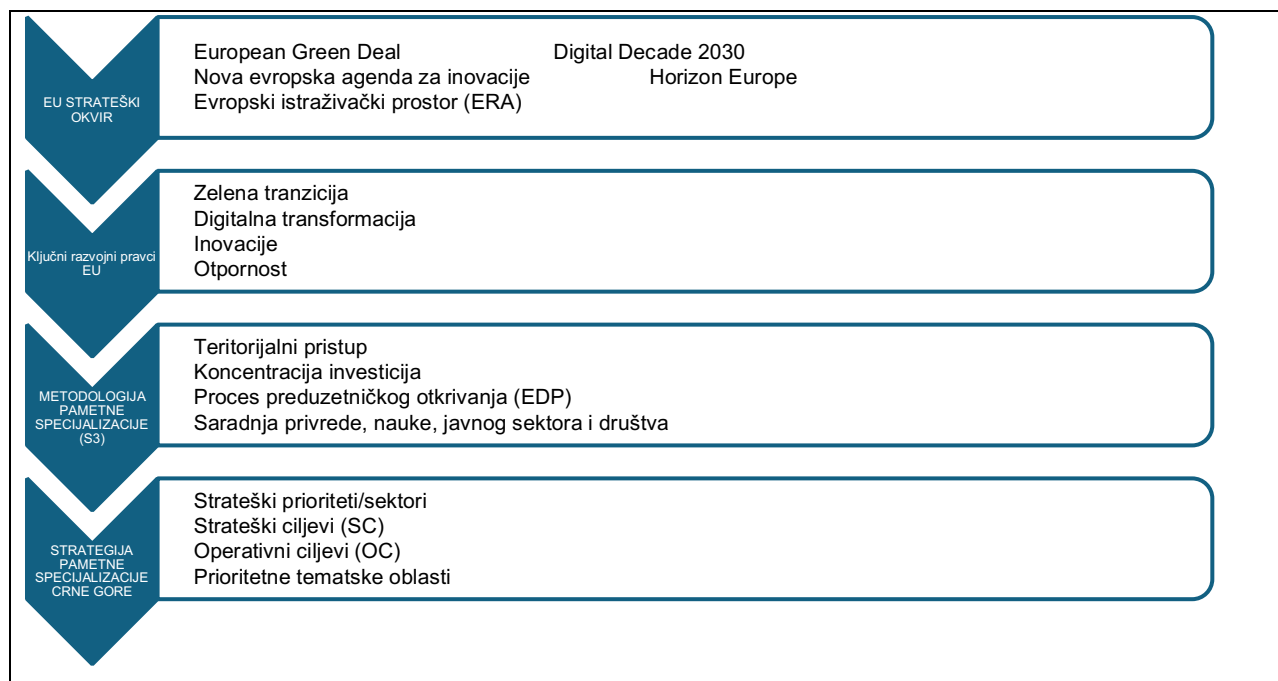 EU STRATEŠKI
OKVIR
European Green Deal Digital Decade 2030
Nova evropska agenda za inovacije Horizon Europe
Evropski istraživački prostor (ERA)
Ključni razvojni pravci
EU
Zelena tranzicija
Digitalna transformacija
Inovacije
Otpornost
METODOLOGIJA
PAMETNE
SPECIJALIZACIJE
(S3)
Teritorijalni pristup
Koncentracija investicija
Proces preduzetničkog otkrivanja (EDP)
Saradnja privrede, nauke, javnog sektora i društva
STRATEGIJA
PAMETNE
SPECIJALIZACIJE
CRNE GORE
Strateški prioriteti/sektori
Strateški ciljevi (SC)
Operativni ciljevi (OC)
Prioritetne tematske oblasti